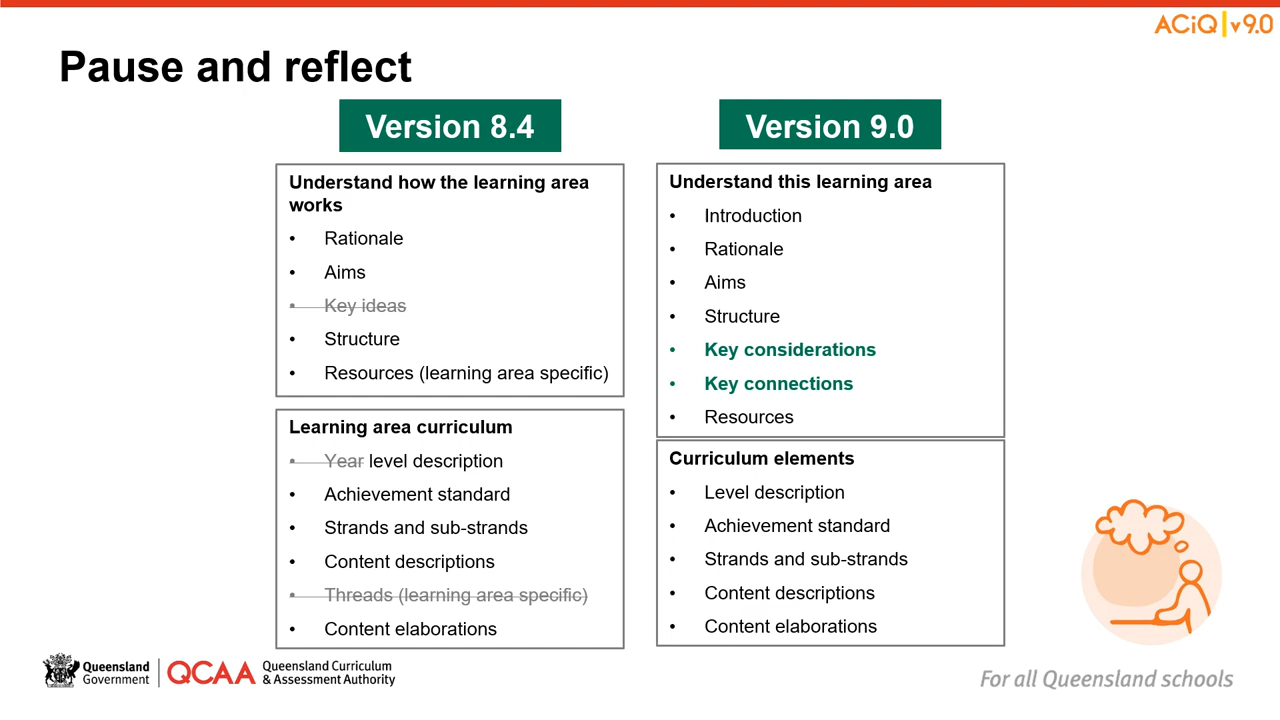 ACiQ v9.0
Pause and reflect
Version 8.4
Understand how the learning area
works
• Rationale
• Aims
• Key ideas
• Structure
• Resources (learning area specific)
Learning area curriculum
• Year level description
• Achievement standard
• Strands and sub-strands
• Content descriptions
• Threads (learning area specific)
• Content elaborations
Version 9.0
Understand this learning area
• Introduction
• Rationale
• Aims
• Structure
• Key considerations
• Key connections
• Resources
Curriculum elements
• Level description
• Achievement standard
• Strands and sub-strands
• Content descriptions
• Content elaborations
Queensland
Government
QCAA
Queensland Curriculum
& Assessment Authority
For all Queensland schools